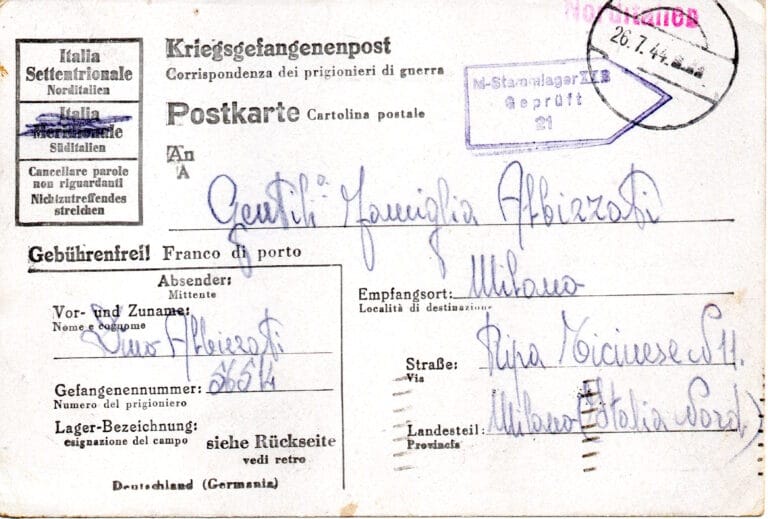 Norditalien
26.7.44
Italia
Settentrionale
Norditalien
Italia
Meridionale
Süditalien
Cancellare parole
non riguardanti
Nichtzutreffendes
streichen
Kriegsgefangenenpost
Corrispondenza dei prigionieri di guerra
Postkarte Cartolina postale
M-Stammlager
Geprüft
21
An
A
Gentili Famiglia Albizzati
Gebührenfrei! Franco di porto
Absender:
Mittente
Vor- und Zuname:
Nome e cognome
Dino Albizzati
Gefangenennummer:
Numero del prigioniero
Lager-Bezeichnung:
esignazione del campo
siehe Rückseite
vedi retro
Deutschland (Germania)
Empfangsort: Milano
Località di destinazione
Straße: Ripa Ticinese N 11.
Via
Landesteil: Milano (Italia Nord)
Provincia